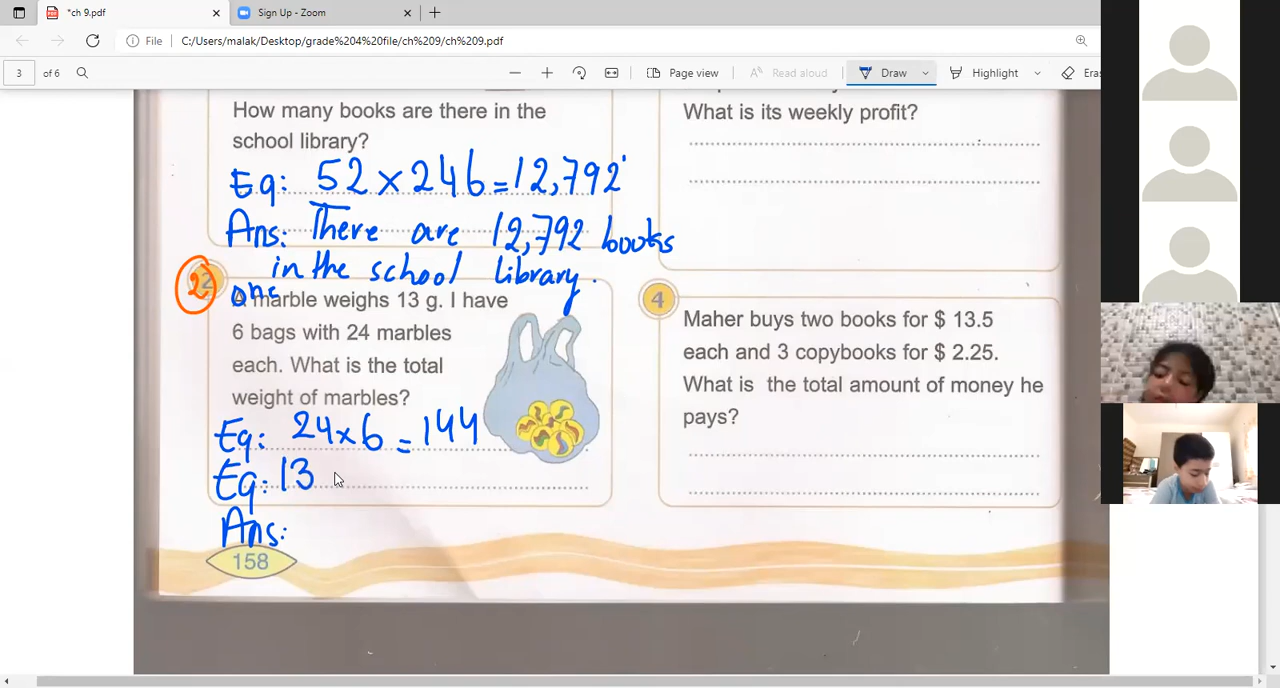 *ch 9.pdf
Sign Up - Zoom
File
C:/Users/malak/Desktop/grade%204%20file/ch%209/ch%209.pdf
3 of 6
Page view
Read aloud
Draw
Highlight
Eras
How many books are there in the
school library?
Eq: 52 × 246 = 12,792
Ans: There are 12,792 books
in the school library.
2
one
A marble weighs 13 g. I have
6 bags with 24 marbles
each. What is the total
weight of marbles?
Eq: 24 × 6 = 144
Eq: 13
Ans:
158
What is its weekly profit?
4
Maher buys two books for $ 13.5
each and 3 copybooks for $ 2.25.
What is the total amount of money he
pays?